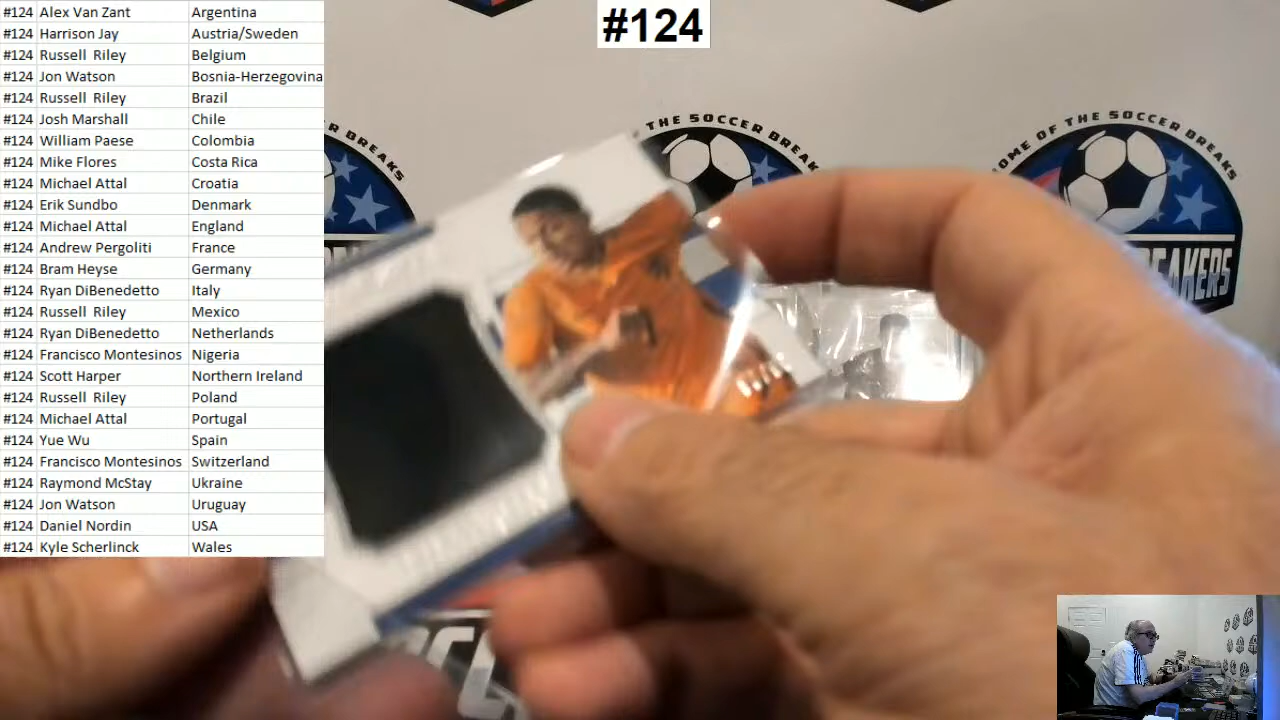 #124 Alex Van Zant Argentina
#124 Harrison Jay Austria/Sweden
#124 Russell Riley Belgium
#124 Jon Watson Bosnia-Herzegovina
#124 Russell Riley Brazil
#124 Josh Marshall Chile
#124 William Paese Colombia
#124 Mike Flores Costa Rica
#124 Michael Attal Croatia
#124 Erik Sundbo Denmark
#124 Michael Attal England
#124 Andrew Pergoliti France
#124 Bram Heyse Germany
#124 Ryan DiBenedetto Italy
#124 Russell Riley Mexico
#124 Ryan DiBenedetto Netherlands
#124 Francisco Montesinos Nigeria
#124 Scott Harper Northern Ireland
#124 Russell Riley Poland
#124 Michael Attal Portugal
#124 Yue Wu Spain
#124 Francisco Montesinos Switzerland
#124 Raymond McStay Ukraine
#124 Jon Watson Uruguay
#124 Daniel Nordin USA
#124 Kyle Scherlinck Wales
#124
R BREAKS
THE SOCCER BREAKS
OME OF THE SOCCER BREAKS
EAKERS